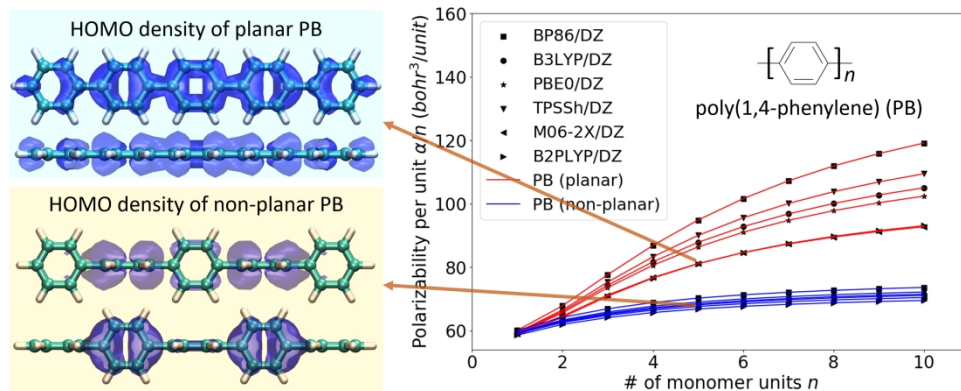 HOMO density of planar PB
HOMO density of non-planar PB
Polarizability per unit α/n (bohr³/unit)
160
140
120
100
80
60
BP86/DZ
B3LYP/DZ
PBE0/DZ
TPSSh/DZ
M06-2X/DZ
B2PLYP/DZ
PB (planar)
PB (non-planar)
n
poly(1,4-phenylene) (PB)
0 2 4 6 8 10
# of monomer units n